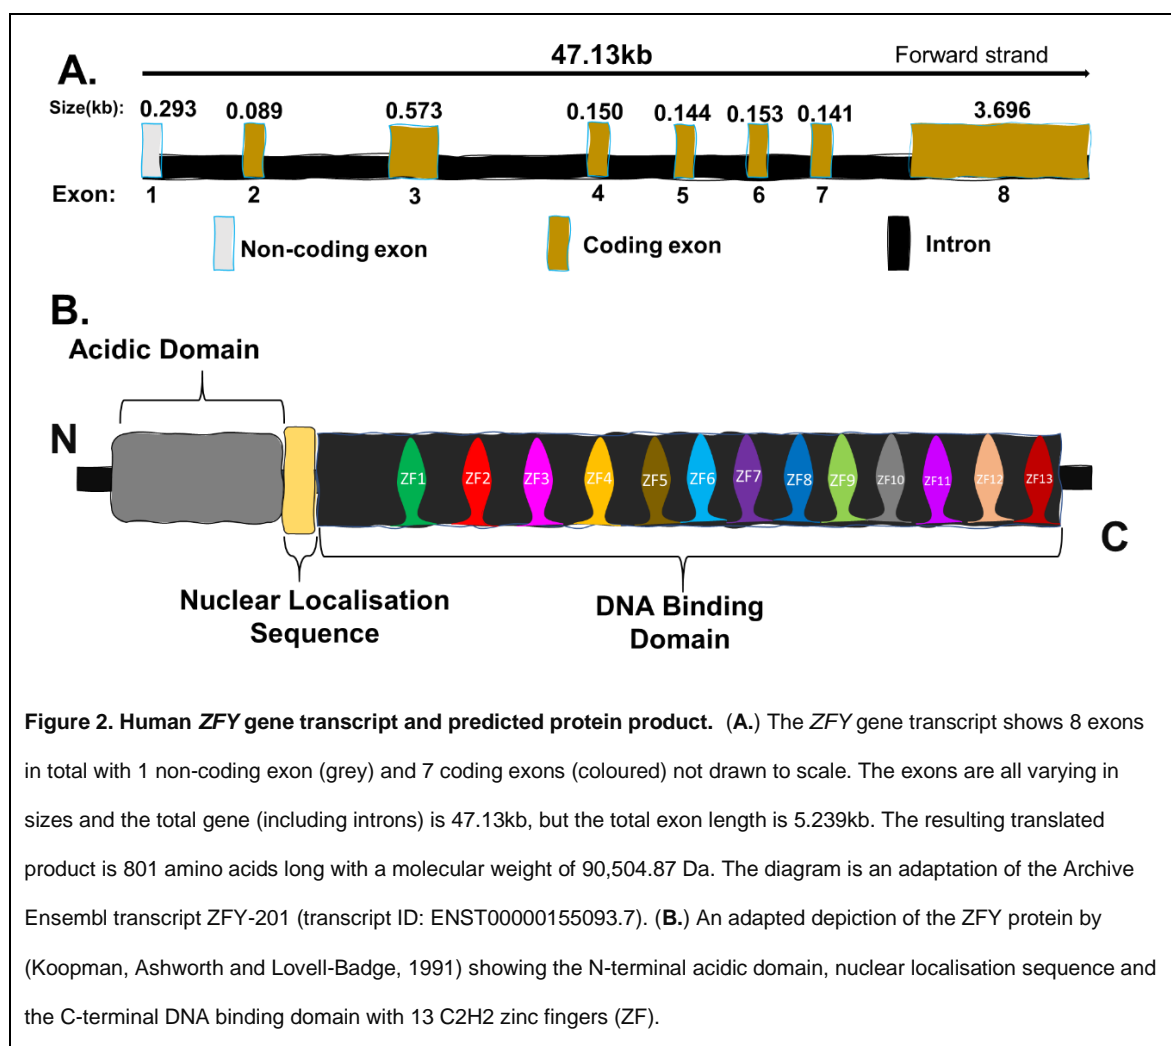 A.
47.13kb
Forward strand
Size(kb): 0.293 0.089 0.573 0.150 0.144 0.153 0.141 3.696
Exon: 1 2 3 4 5 6 7 8
Non-coding exon Coding exon Intron
B.
Acidic Domain
N
ZF1 ZF2 ZF3 ZF4 ZF5 ZF6 ZF7 ZF8 ZF9 ZF10 ZF11 ZF12 ZF13
C
Nuclear Localisation
Sequence
DNA Binding
Domain
Figure 2. Human ZFY gene transcript and predicted protein product. (A.) The ZFY gene transcript shows 8 exons
in total with 1 non-coding exon (grey) and 7 coding exons (coloured) not drawn to scale. The exons are all varying in
sizes and the total gene (including introns) is 47.13kb, but the total exon length is 5.239kb. The resulting translated
product is 801 amino acids long with a molecular weight of 90,504.87 Da. The diagram is an adaptation of the Archive
Ensembl transcript ZFY-201 (transcript ID: ENST00000155093.7). (B.) An adapted depiction of the ZFY protein by
(Koopman, Ashworth and Lovell-Badge, 1991) showing the N-terminal acidic domain, nuclear localisation sequence and
the C-terminal DNA binding domain with 13 C2H2 zinc fingers (ZF).